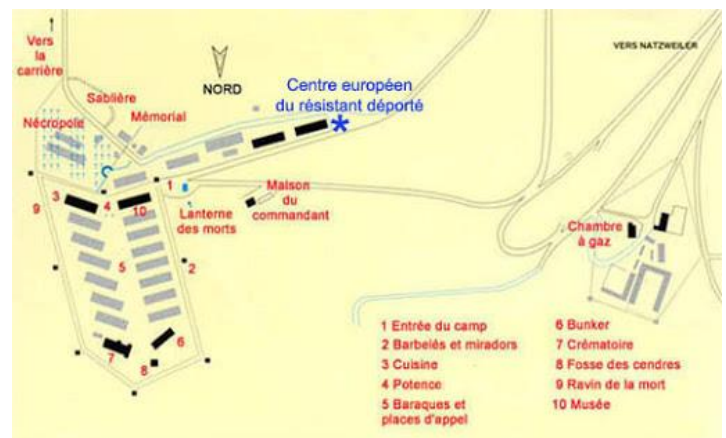 Vers
la
carrière
NORD
VERS NATZWEILER
Centre européen
du résistant déporté
*
Sablière
Mémorial
Nécropole
3
4
10
1
9
Lanterne
des morts
Maison
du
commandant
Chambre
à gaz
5
2
6
7
8
1 Entrée du camp
2 Barbelés et miradors
3 Cuisine
4 Potence
5 Baraques et
places d'appel
6 Bunker
7 Crématoire
8 Fosse des cendres
9 Ravin de la mort
10 Musée